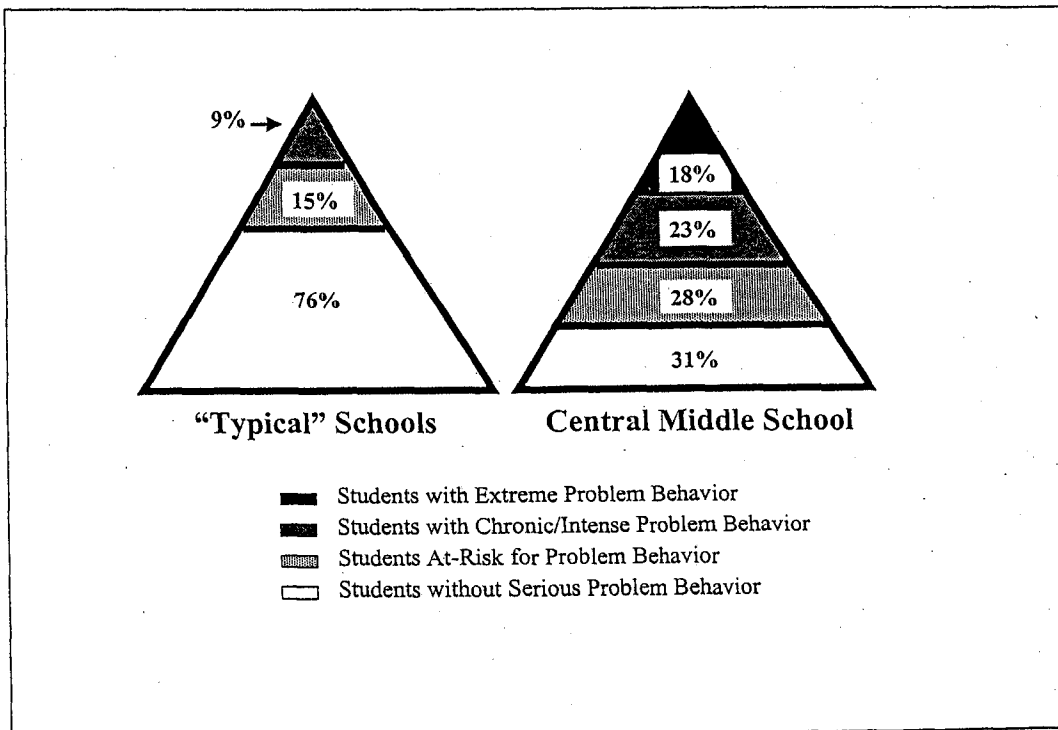 9%
15%
76%
"Typical" Schools
18%
23%
28%
31%
Central Middle School
Students with Extreme Problem Behavior
Students with Chronic/Intense Problem Behavior
Students At-Risk for Problem Behavior
Students without Serious Problem Behavior